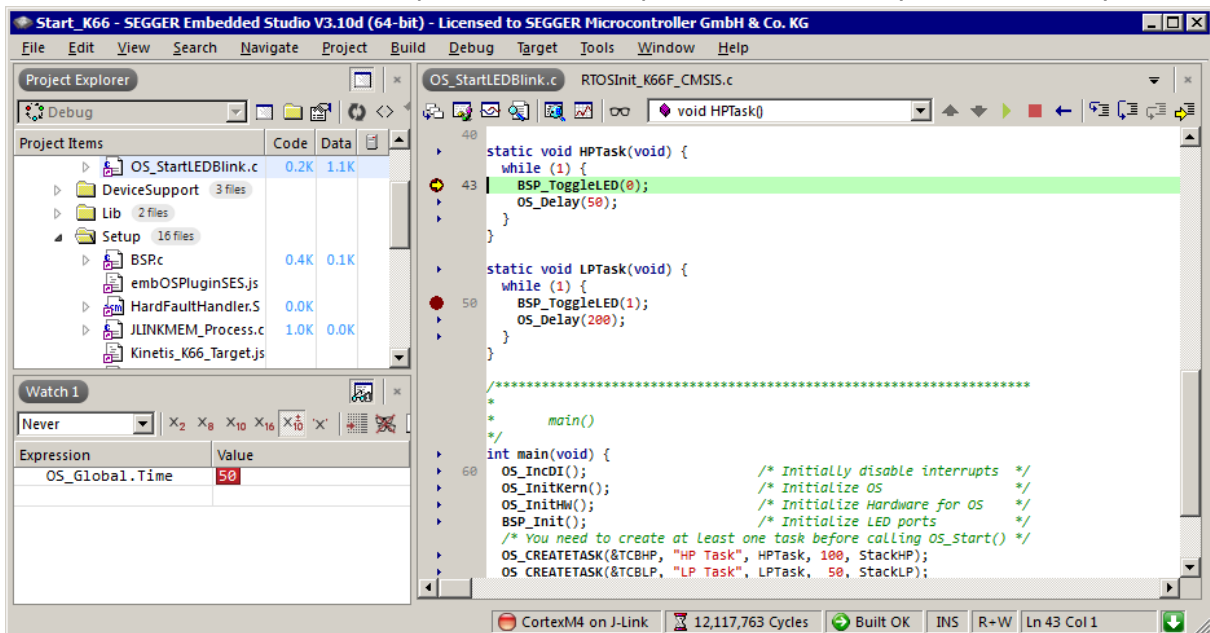 Start_K66 - SEGGER Embedded Studio V3.10d (64-bit) - Licensed to SEGGER Microcontroller GmbH & Co. KG
File Edit View Search Navigate Project Build Debug Target Tools Window Help
Project Explorer
Debug
Project Items Code Data
OS_StartLEDBlink.c 0.2K 1.1K
DeviceSupport 3 files
Lib 2 files
Setup 16 files
BSP.c 0.4K 0.1K
embOSPluginSES.js
HardFaultHandler.S 0.0K
JLINKMEM_Process.c 1.0K 0.0K
Kinetis_K66_Target.js
Watch 1
Never x2 x8 x10 x16 x±10 'x'
Expression Value
OS_Global.Time 50
OS_StartLEDBlink.c RTOSInit_K66F_CMSIS.c
void HPTask()
40
static void HPTask(void) {
while (1) {
43 BSP_ToggleLED(0);
OS_Delay(50);
}
}
static void LPTask(void) {
while (1) {
50 BSP_ToggleLED(1);
OS_Delay(200);
}
}
/*********************************************************************
*
* main()
*/
int main(void) {
60 OS_IncDI(); /* Initially disable interrupts */
OS_InitKern(); /* Initialize OS */
OS_InitHW(); /* Initialize Hardware for OS */
BSP_Init(); /* Initialize LED ports */
/* You need to create at least one task before calling OS_Start() */
OS_CREATETASK(&TCBHP, "HP Task", HPTask, 100, StackHP);
OS_CREATETASK(&TCBLP, "LP Task", LPTask, 50, StackLP);
CortexM4 on J-Link 12,117,763 Cycles Built OK INS R+W Ln 43 Col 1